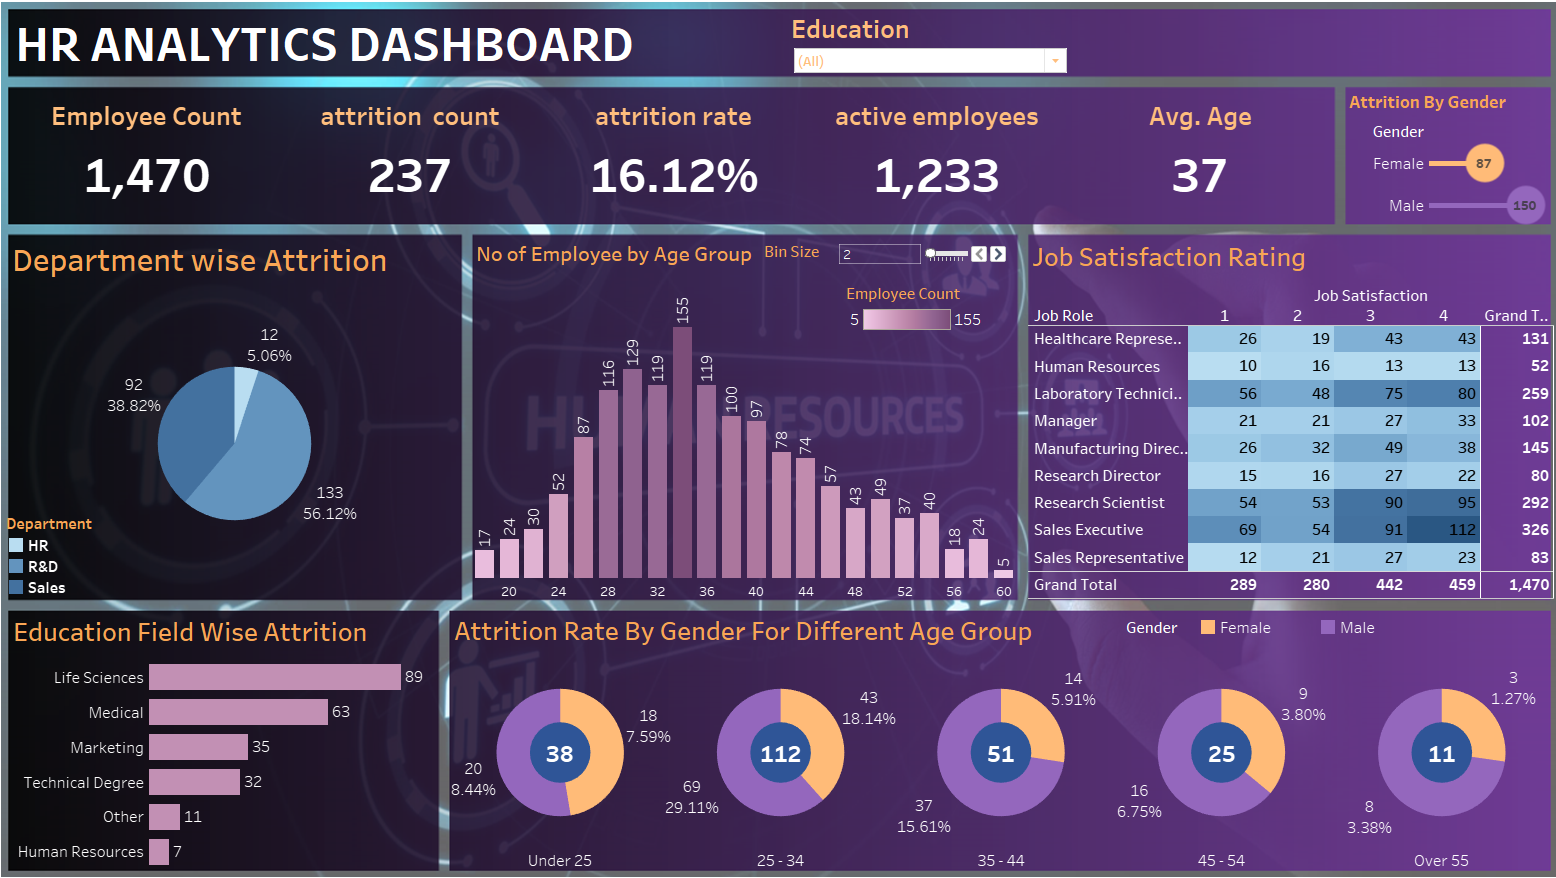 HR ANALYTICS DASHBOARD
Education
(All)
Employee Count
1,470
attrition count
237
attrition rate
16.12%
active employees
1,233
Avg. Age
37
Attrition By Gender
Gender
Female 87
Male 150
Department wise Attrition
12
5.06%
92
38.82%
133
56.12%
Department
HR
R&D
Sales
No of Employee by Age Group
Bin Size
2
Employee Count
5 155
17 24 30 52 87 116 129 119 155 119 100 97 78 74 57 43 49 37 40 18 24 5
20 24 28 32 36 40 44 48 52 56 60
HUMAN RESOURCES
Job Satisfaction Rating
Job Satisfaction
Job Role 1 2 3 4 Grand T..
Healthcare Represe.. 26 19 43 43 131
Human Resources 10 16 13 13 52
Laboratory Technici.. 56 48 75 80 259
Manager 21 21 27 33 102
Manufacturing Direc.. 26 32 49 38 145
Research Director 15 16 27 22 80
Research Scientist 54 53 90 95 292
Sales Executive 69 54 91 112 326
Sales Representative 12 21 27 23 83
Grand Total 289 280 442 459 1,470
Education Field Wise Attrition
Life Sciences 89
Medical 63
Marketing 35
Technical Degree 32
Other 11
Human Resources 7
Attrition Rate By Gender For Different Age Group
Gender Female Male
18
7.59%
38
20
8.44%
Under 25
43
18.14%
112
69
29.11%
25 - 34
14
5.91%
51
37
15.61%
35 - 44
9
3.80%
25
16
6.75%
45 - 54
3
1.27%
11
8
3.38%
Over 55